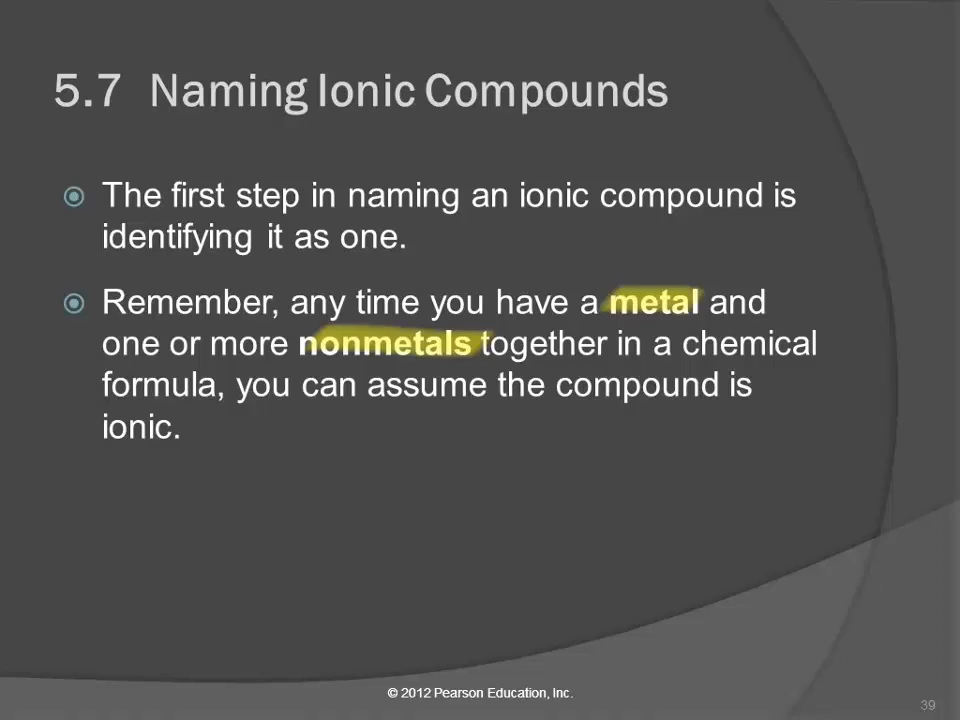 5.7 Naming Ionic Compounds
The first step in naming an ionic compound is
identifying it as one.
Remember, any time you have a metal and
one or more nonmetals together in a chemical
formula, you can assume the compound is
ionic.
© 2012 Pearson Education, Inc.
39